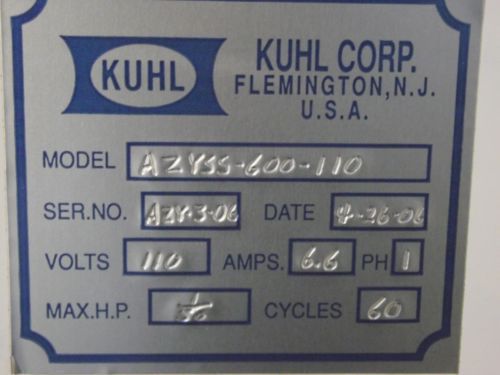 KUHL
KUHL CORP.
FLEMINGTON, N.J.
U.S.A.
MODEL AZYSS-600-110
SER.NO. AZY-3-06 DATE 4-26-06
VOLTS 110 AMPS. 6.6 PH 1
MAX.H.P. CYCLES 60